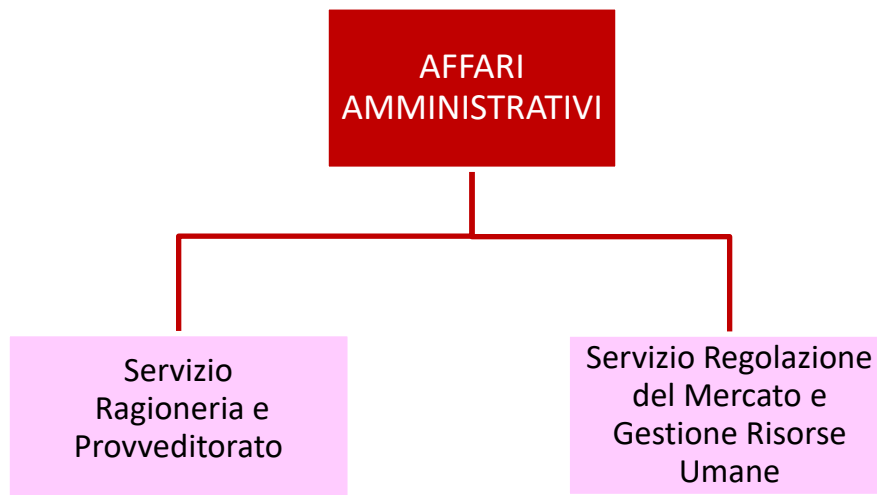 AFFARI
AMMINISTRATIVI
Servizio
Ragioneria e
Provveditorato
Servizio Regolazione
del Mercato e
Gestione Risorse
Umane